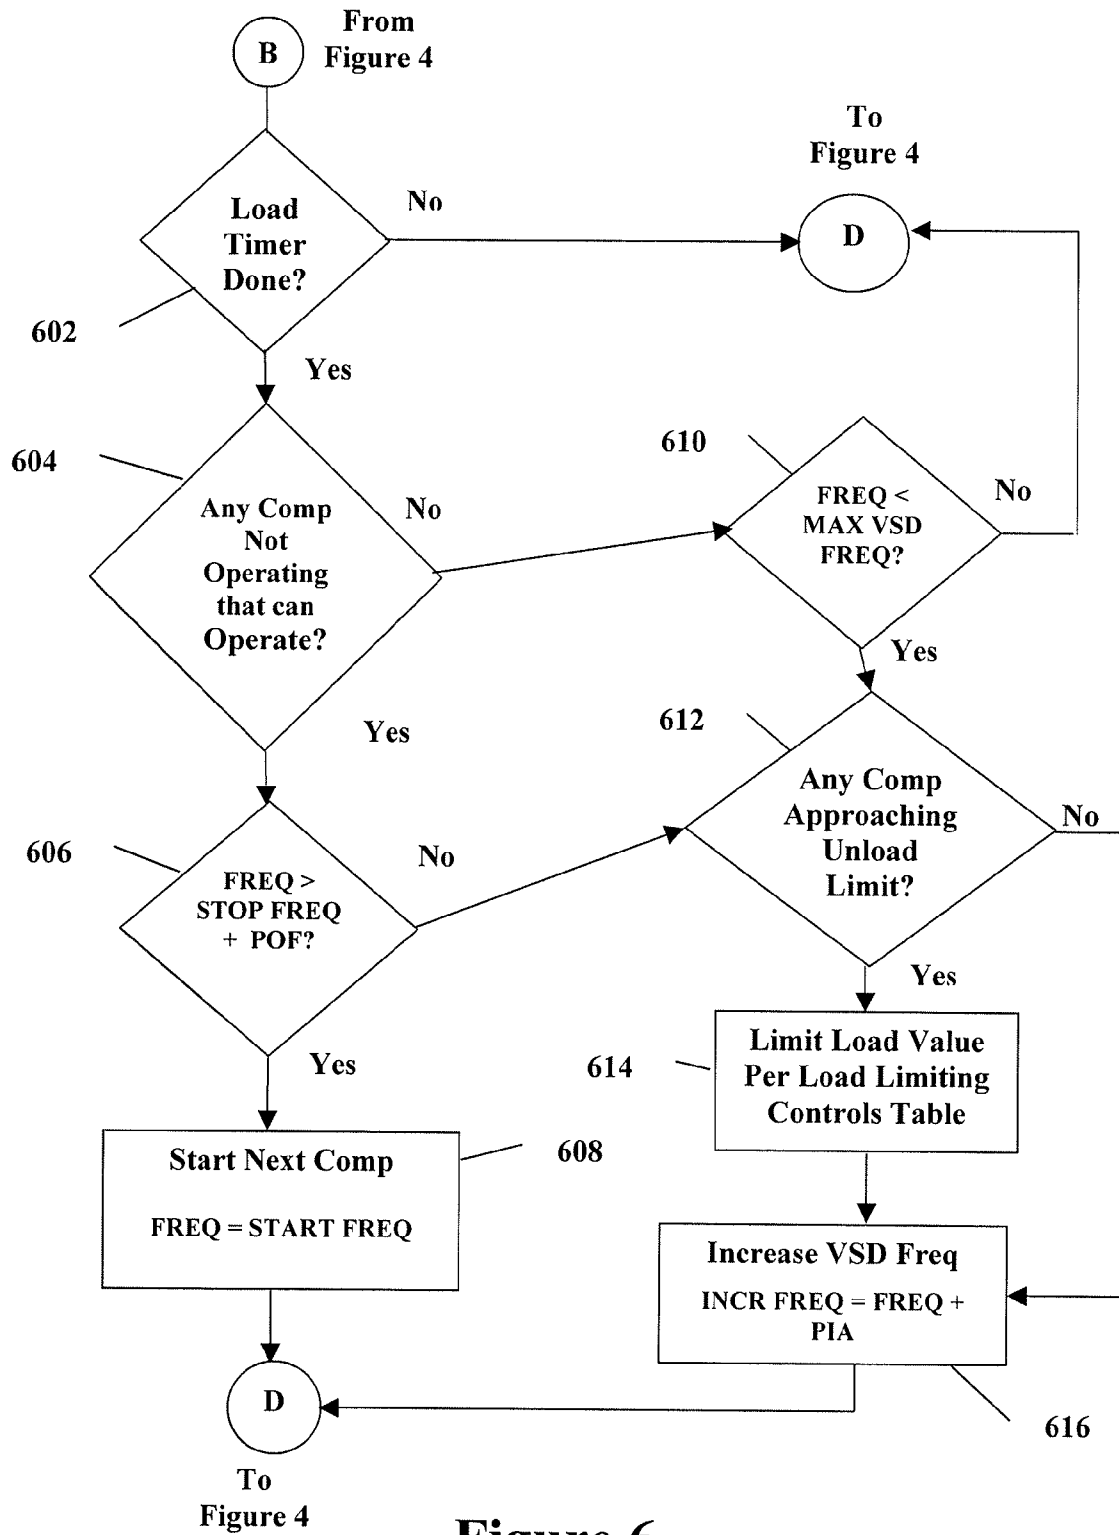 From
Figure 4
B
To
Figure 4
Load
Timer
Done?
No
D
602
Yes
604
Any Comp
Not
Operating
that can
Operate?
No
610
FREQ <
MAX VSD
FREQ?
No
Yes
Yes
612
Any Comp
Approaching
Unload
Limit?
No
606
FREQ >
STOP FREQ
+ POF?
No
Yes
Yes
614
Limit Load Value
Per Load Limiting
Controls Table
Start Next Comp
FREQ = START FREQ
608
Increase VSD Freq
INCR FREQ = FREQ +
PIA
616
D
To
Figure 4
Figure 6